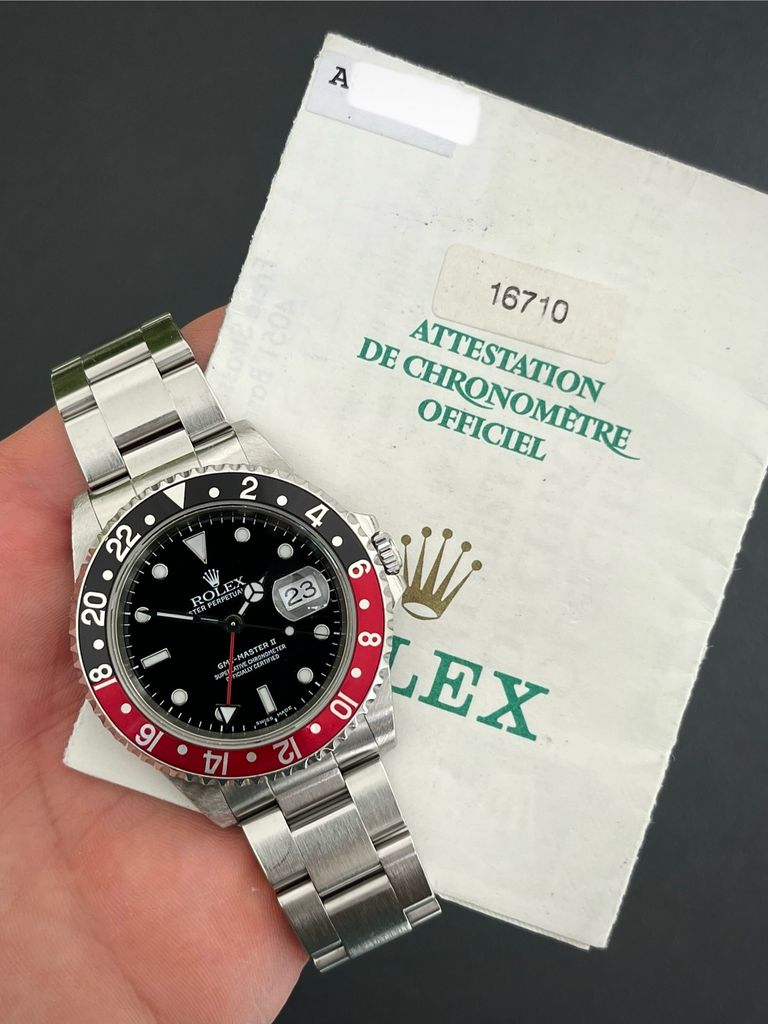 A
16710
ATTESTATION
DE CHRONOMÈTRE
OFFICIEL
LEX
2
4
6
8
10
12
14
16
18
20
22
ROLEX
PERPETUAL
23
GMT-MASTER II
SUPERLATIVE CHRONOMETER
OFFICIALLY CERTIFIED
SWISS MADE